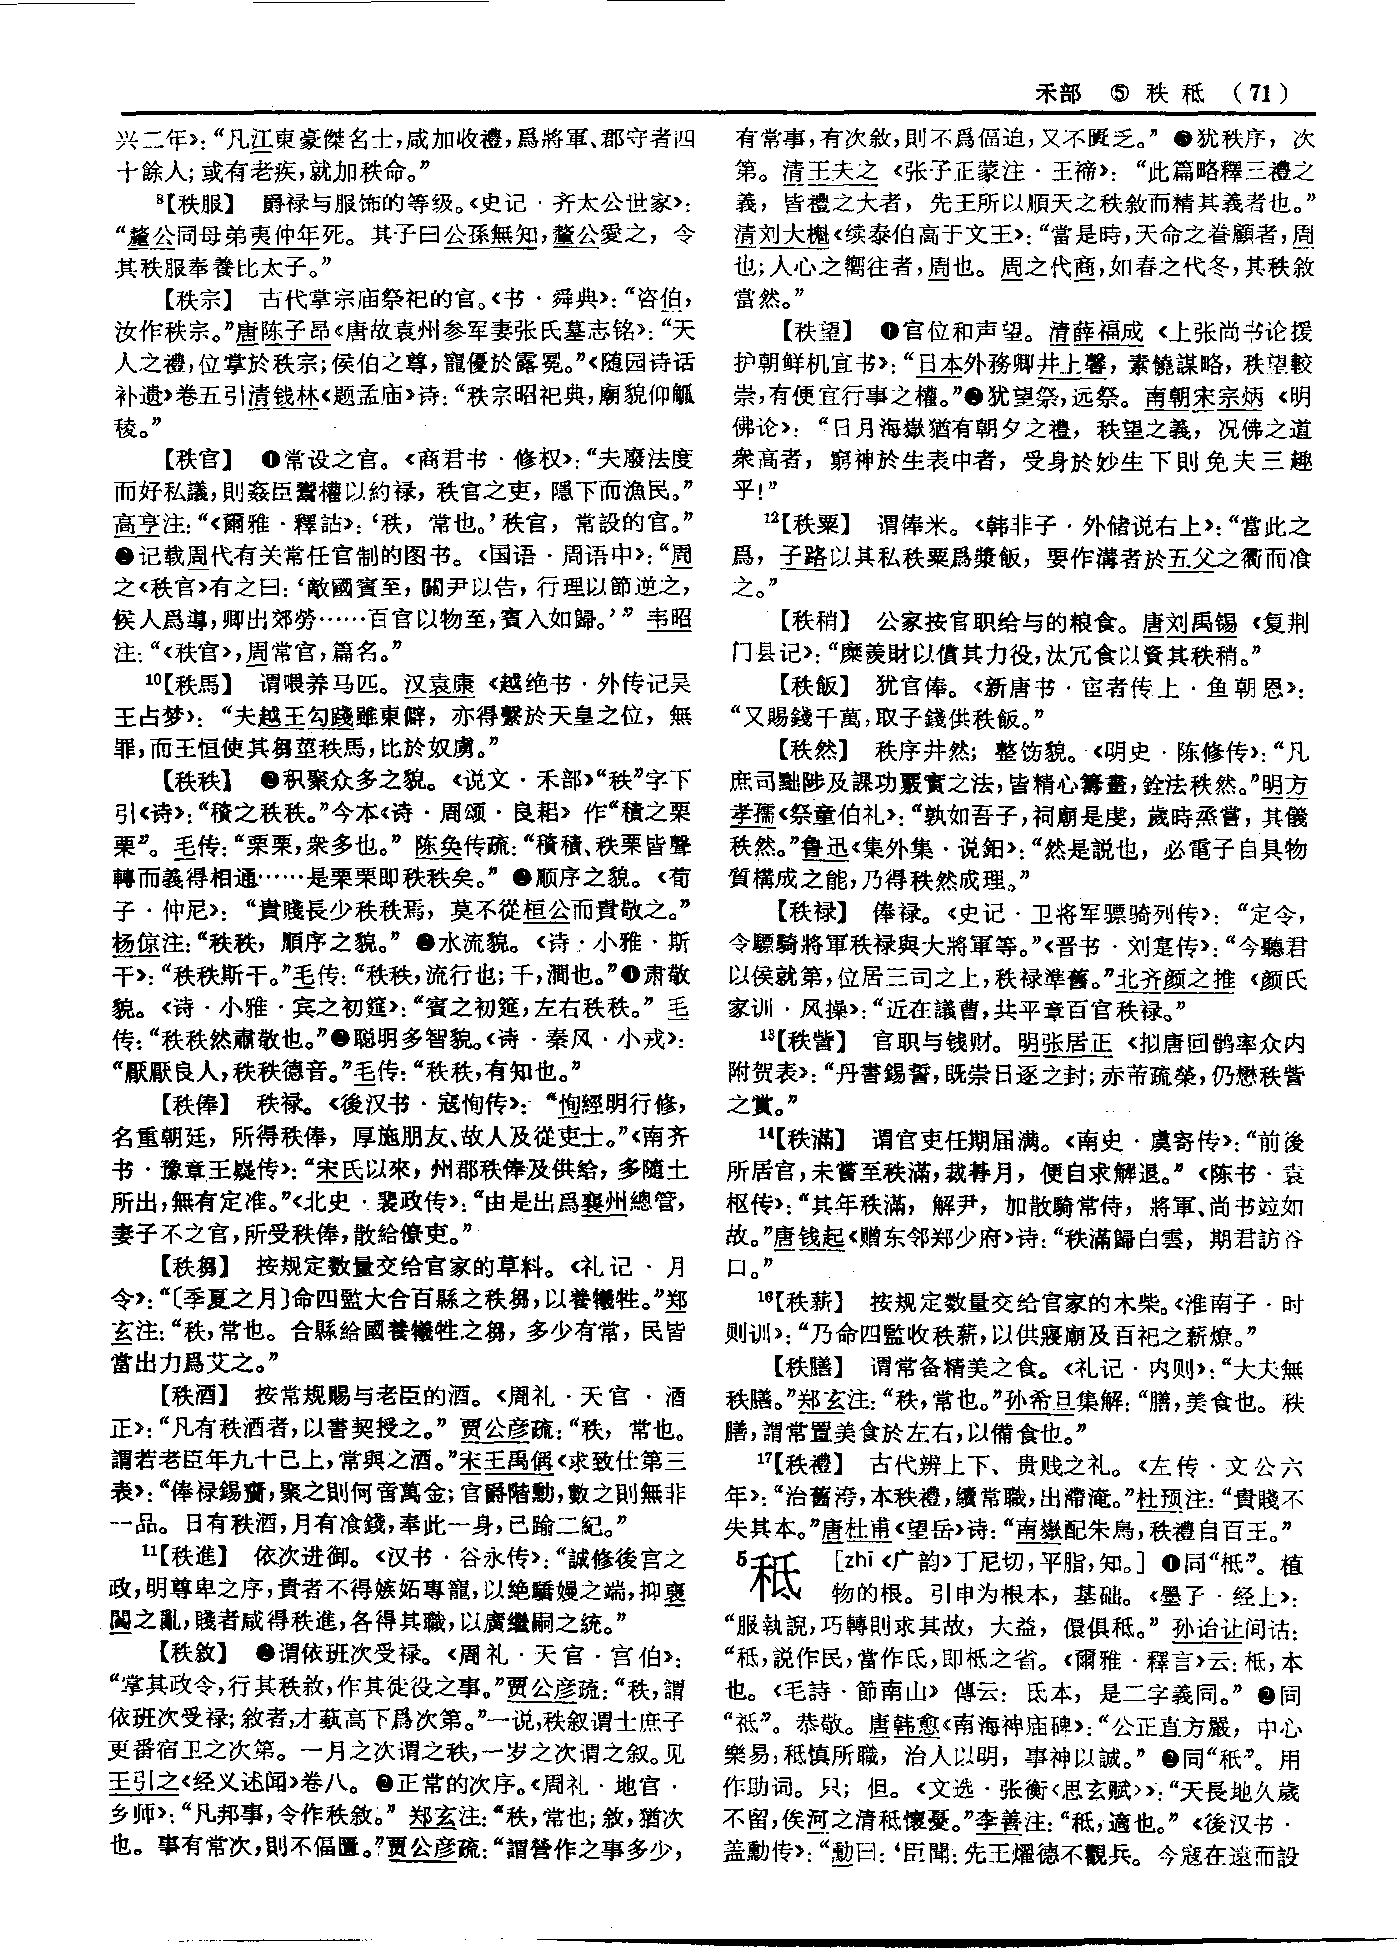 禾部 ⑤ 秩 秪 （71）
兴二年》：“凡江東豪傑名士，咸加收禮，爲將軍、郡守者四
十餘人；或有老疾，就加秩命。”
⁸【秩服】 爵禄与服饰的等级。《史记·齐太公世家》：
“釐公同母弟夷仲年死。其子曰公孫無知，釐公愛之，令
其秩服奉養比太子。”
【秩宗】 古代掌宗庙祭祀的官。《书·舜典》：“咨伯，
汝作秩宗。”唐陈子昂《唐故袁州参军妻张氏墓志铭》：“天
人之禮，位掌於秩宗；侯伯之尊，寵優於露冕。”《随园诗话
补遗》卷五引清钱林《题孟庙》诗：“秩宗昭祀典，廟貌仰觚
稜。”
【秩官】 ❶常设之官。《商君书·修权》：“夫廢法度
而好私議，則姦臣鬻權以約禄，秩官之吏，隱下而漁民。”
高亨注：“《爾雅·釋詁》：‘秩，常也。’秩官，常設的官。”
❷记载周代有关常任官制的图书。《国语·周语中》：“周
之《秩官》有之曰：‘敵國賓至，關尹以告，行理以節逆之，
候人爲導，卿出郊勞……百官以物至，賓入如歸。’”韦昭
注：“《秩官》，周常官，篇名。”
¹⁰【秩馬】 谓喂养马匹。汉袁康《越绝书·外传记吴
王占梦》：“夫越王勾踐雖東僻，亦得繫於天皇之位，無
罪，而王恒使其芻莖秩馬，比於奴虜。”
【秩秩】 ❶积聚众多之貌。《说文·禾部》“秩”字下
引《诗》：“積之秩秩。”今本《诗·周颂·良耜》作“積之栗
栗”。毛传：“栗栗，衆多也。”陈奂传疏：“積積、秩栗皆聲
轉而義得相通……是栗栗即秩秩矣。”❷顺序之貌。《荀
子·仲尼》：“貴賤長少秩秩焉，莫不從桓公而貴敬之。”
杨倞注：“秩秩，順序之貌。”❸水流貌。《诗·小雅·斯
干》：“秩秩斯干。”毛传：“秩秩，流行也；干，澗也。”❹肃敬
貌。《诗·小雅·宾之初筵》：“賓之初筵，左右秩秩。”毛
传：“秩秩然肅敬也。”❺聪明多智貌。《诗·秦风·小戎》：
“厭厭良人，秩秩德音。”毛传：“秩秩，有知也。”
【秩俸】 秩禄。《後汉书·寇恂传》：“恂經明行修，
名重朝廷，所得秩俸，厚施朋友、故人及從吏士。”《南齐
书·豫章王嶷传》：“宋氏以來，州郡秩俸及供給，多隨土
所出，無有定准。”《北史·裴政传》：“由是出爲襄州總管，
妻子不之官，所受秩俸，散給僚吏。”
【秩芻】 按规定数量交给官家的草料。《礼记·月
令》：“〔季夏之月〕命四監大合百縣之秩芻，以養犧牲。”郑
玄注：“秩，常也。合縣給國養犧牲之芻，多少有常，民皆
當出力爲艾之。”
【秩酒】 按常规赐与老臣的酒。《周礼·天官·酒
正》：“凡有秩酒者，以書契授之。”贾公彦疏：“秩，常也。
謂若老臣年九十已上，常與之酒。”宋王禹偁《求致仕第三
表》：“俸禄錫賚，聚之則何啻萬金；官爵階勳，數之則無非
一品。日有秩酒，月有飡錢，奉此一身，已踰二紀。”
¹¹【秩進】 依次进御。《汉书·谷永传》：“誠修後宫之
政，明尊卑之序，貴者不得嫉妬專寵，以絶驕嫚之端，抑襃
閻之亂，賤者咸得秩進，各得其職，以廣繼嗣之統。”
【秩敘】 ❶谓依班次受禄。《周礼·天官·宫伯》：
“掌其政令，行其秩敘，作其徒役之事。”贾公彦疏：“秩，謂
依班次受禄；敘者，才藝高下爲次第。”一说，秩叙谓士庶子
更番宿卫之次第。一月之次谓之秩，一岁之次谓之叙。见
王引之《经义述闻》卷八。❷正常的次序。《周礼·地官·
乡师》：“凡邦事，令作秩敘。”郑玄注：“秩，常也；敘，猶次
也。事有常次，則不偪匱。”贾公彦疏：“謂營作之事多少，
有常事，有次敘，則不爲偪迫，又不匱乏。”❸犹秩序，次
第。清王夫之《张子正蒙注·王禘》：“此篇略釋三禮之
義，皆禮之大者，先王所以順天之秩敘而精其義者也。”
清刘大櫆《续泰伯高于文王》：“當是時，天命之眷顧者，周
也；人心之嚮往者，周也。周之代商，如春之代冬，其秩敘
當然。”
【秩望】 ❶官位和声望。清薛福成《上张尚书论援
护朝鲜机宜书》：“日本外務卿井上馨，素饒謀略，秩望較
崇，有便宜行事之權。”❷犹望祭，远祭。南朝宋宗炳《明
佛论》：“日月海嶽猶有朝夕之禮，秩望之義，况佛之道
衆高者，窮神於生表中者，受身於妙生下則免夫三趣
乎！”
¹²【秩粟】 谓俸米。《韩非子·外储说右上》：“當此之
爲，子路以其私秩粟爲漿飯，要作溝者於五父之衢而飡
之。”
【秩稍】 公家按官职给与的粮食。唐刘禹锡《复荆
门县记》：“糜羨財以僨其力役，汰冗食以資其秩稍。”
【秩飯】 犹官俸。《新唐书·宦者传上·鱼朝恩》：
“又賜錢千萬，取子錢供秩飯。”
【秩然】 秩序井然；整饬貌。《明史·陈修传》：“凡
庶司黜陟及課功覈實之法，皆精心籌畫，銓法秩然。”明方
孝孺《祭童伯礼》：“孰如吾子，祠廟是虔，歲時烝嘗，其儀
秩然。”鲁迅《集外集·说鈤》：“然是説也，必電子自具物
質構成之能，乃得秩然成理。”
【秩禄】 俸禄。《史记·卫将军骠骑列传》：“定令，
令驃騎將軍秩禄與大將軍等。”《晋书·刘寔传》：“今聽君
以侯就第，位居三司之上，秩禄準舊。”北齐颜之推《颜氏
家训·风操》：“近在議曹，共平章百官秩禄。”
¹³【秩訾】 官职与钱财。明张居正《拟唐回鹘率众内
附贺表》：“丹書錫誓，既崇日逐之封；赤芾疏榮，仍懋秩訾
之賞。”
¹⁴【秩滿】 谓官吏任期届满。《南史·虞寄传》：“前後
所居官，未嘗至秩滿，裁朞月，便自求解退。”《陈书·袁
枢传》：“其年秩滿，解尹，加散騎常侍，將軍、尚书竝如
故。”唐钱起《赠东邻郑少府》诗：“秩滿歸白雲，期君訪谷
口。”
¹⁶【秩薪】 按规定数量交给官家的木柴。《淮南子·时
则训》：“乃命四監收秩薪，以供寢廟及百祀之薪燎。”
【秩膳】 谓常备精美之食。《礼记·内则》：“大夫無
秩膳。”郑玄注：“秩，常也。”孙希旦集解：“膳，美食也。秩
膳，謂常置美食於左右，以備食也。”
¹⁷【秩禮】 古代辨上下、贵贱之礼。《左传·文公六
年》：“治舊洿，本秩禮，續常職，出滯淹。”杜预注：“貴賤不
失其本。”唐杜甫《望岳》诗：“南嶽配朱鳥，秩禮自百王。”
⁵秪 ［zhī《广韵》丁尼切，平脂，知。］❶同“柢”。植
物的根。引申为根本，基础。《墨子·经上》：
“服執誽，巧轉則求其故，大益，儇俱秪。”孙诒让间诂：
“秪，説作民，當作氐，即柢之省。《爾雅·釋言》云：柢，本
也。《毛詩·節南山》傳云：氐本，是二字義同。”❷同
“祗”。恭敬。唐韩愈《南海神庙碑》：“公正直方嚴，中心
樂易，秪慎所職，治人以明，事神以誠。”❸同“秖”。用
作助词。只；但。《文选·张衡〈思玄赋〉》：“天長地久歲
不留，俟河之清秪懷憂。”李善注：“秪，適也。”《後汉书·
盖勳传》：“勳曰：‘臣聞：先王燿德不觀兵。今寇在遠而設